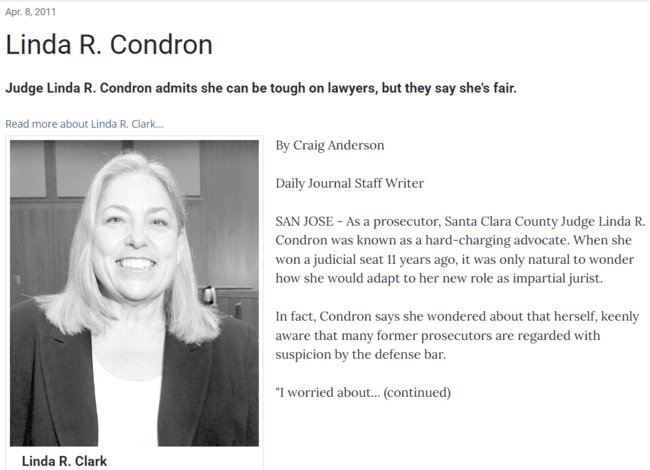 Apr. 8, 2011
Linda R. Condron
Judge Linda R. Condron admits she can be tough on lawyers, but they say she's fair.
Read more about Linda R. Clark...
By Craig Anderson
Daily Journal Staff Writer
SAN JOSE - As a prosecutor, Santa Clara County Judge Linda R.
Condron was known as a hard-charging advocate. When she
won a judicial seat 11 years ago, it was only natural to wonder
how she would adapt to her new role as impartial jurist.
In fact, Condron says she wondered about that herself, keenly
aware that many former prosecutors are regarded with
suspicion by the defense bar.
"I worried about... (continued)
Linda R. Clark